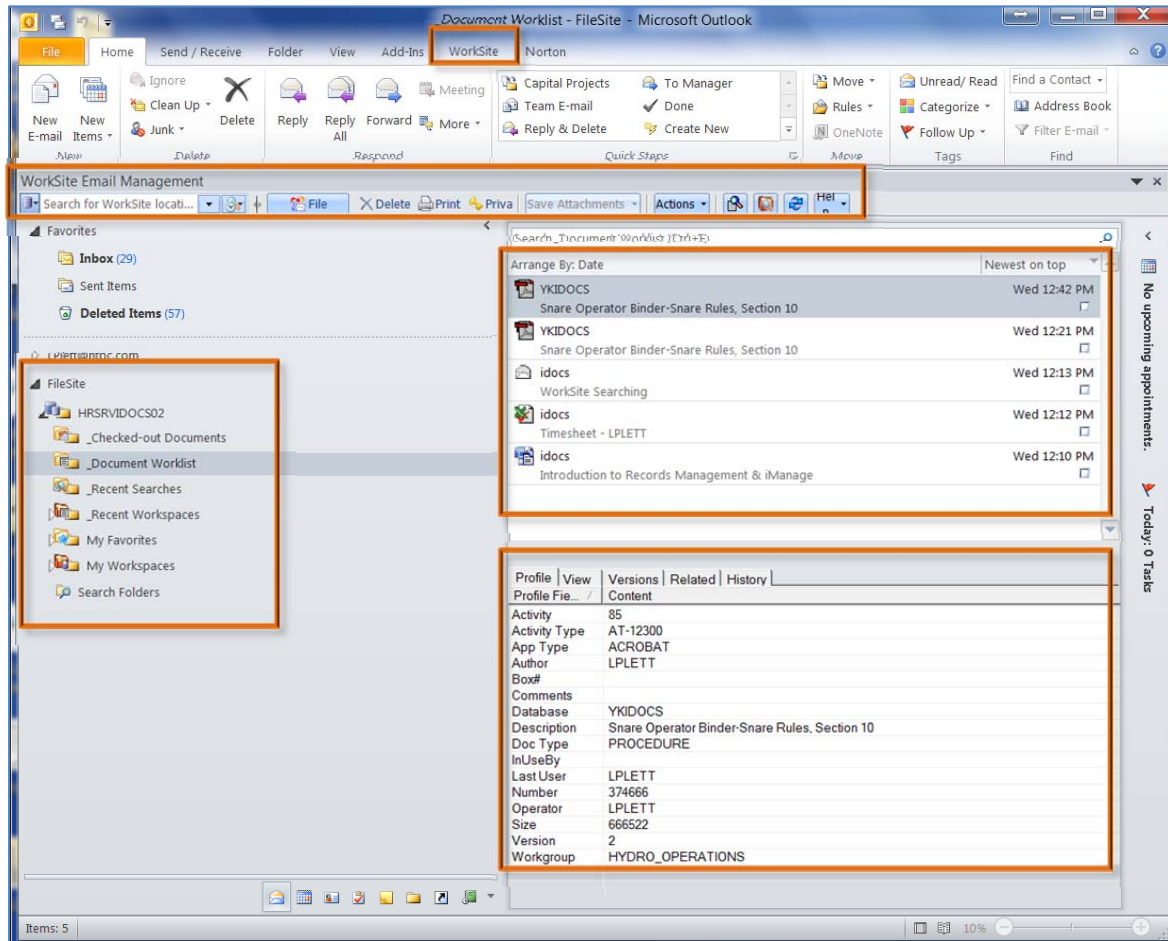 _Document Worklist - FileSite - Microsoft Outlook
File Home Send / Receive Folder View Add-Ins WorkSite Norton
Ignore
Clean Up
Junk
Delete
New E-mail
New Items
Reply
Reply All
Forward
Meeting
More
Capital Projects
Team E-mail
Reply & Delete
To Manager
Done
Create New
Move
Rules
OneNote
Unread/ Read
Categorize
Follow Up
Find a Contact
Address Book
Filter E-mail
New Delete Respond Quick Steps Move Tags Find
WorkSite Email Management
Search for WorkSite locati... File Delete Print Priva Save Attachments Actions Hel
Favorites
Inbox (29)
Sent Items
Deleted Items (57)
FileSite
HRSRVIDOCS02
_Checked-out Documents
_Document Worklist
_Recent Searches
_Recent Workspaces
My Favorites
My Workspaces
Search Folders
Search _Document Worklist (Ctrl+E)
Arrange By: Date Newest on top
YKIDOCS Wed 12:42 PM
Snare Operator Binder-Snare Rules, Section 10
YKIDOCS Wed 12:21 PM
Snare Operator Binder-Snare Rules, Section 10
idocs Wed 12:13 PM
WorkSite Searching
idocs Wed 12:12 PM
Timesheet - LPLETT
idocs Wed 12:10 PM
Introduction to Records Management & iManage
Profile View Versions Related History
Profile Fie... / Content
Activity 85
Activity Type AT-12300
App Type ACROBAT
Author LPLETT
Box#
Comments
Database YKIDOCS
Description Snare Operator Binder-Snare Rules, Section 10
Doc Type PROCEDURE
InUseBy
Last User LPLETT
Number 374666
Operator LPLETT
Size 666522
Version 2
Workgroup HYDRO_OPERATIONS
No upcoming appointments.
Today: 0 Tasks
Items: 5
10%